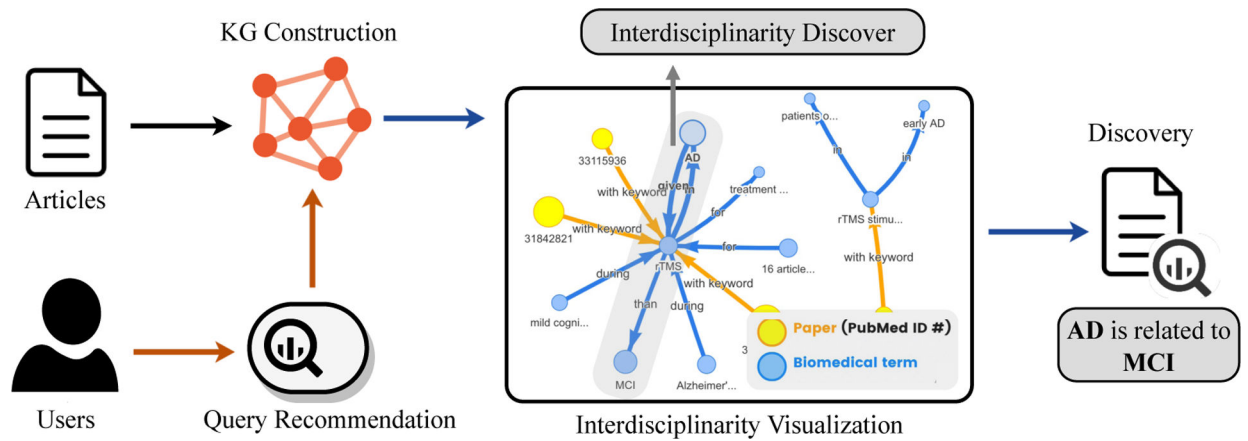 KG Construction
Interdisciplinarity Discover
Articles
Users
Query Recommendation
33115936
31842821
with keyword
with keyword
given
in
AD
treatment ...
for
for
16 article...
rTMS
during
mild cogni...
than
MCI
during
Alzheimer'...
with keyword
3
patients o...
early AD
in
in
rTMS stimu...
with keyword
Paper (PubMed ID #)
Biomedical term
Interdisciplinarity Visualization
Discovery
AD is related to
MCI